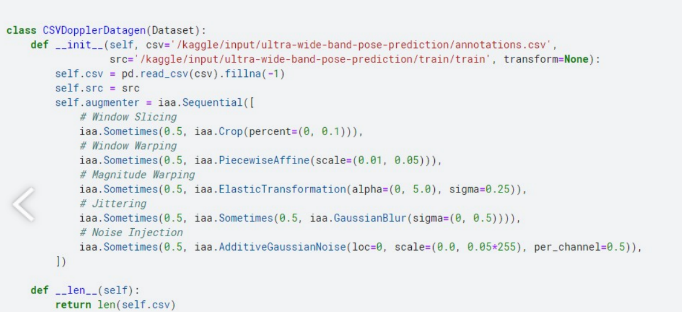 class CSVDopplerDatagen(Dataset):
    def __init__(self, csv='/kaggle/input/ultra-wide-band-pose-prediction/annotations.csv',
                 src='/kaggle/input/ultra-wide-band-pose-prediction/train/train', transform=None):
        self.csv = pd.read_csv(csv).fillna(-1)
        self.src = src
        self.augmenter = iaa.Sequential([
            # Window Slicing
            iaa.Sometimes(0.5, iaa.Crop(percent=(0, 0.1))),
            # Window Warping
            iaa.Sometimes(0.5, iaa.PiecewiseAffine(scale=(0.01, 0.05))),
            # Magnitude Warping
            iaa.Sometimes(0.5, iaa.ElasticTransformation(alpha=(0, 5.0), sigma=0.25)),
            # Jittering
            iaa.Sometimes(0.5, iaa.Sometimes(0.5, iaa.GaussianBlur(sigma=(0, 0.5)))),
            # Noise Injection
            iaa.Sometimes(0.5, iaa.AdditiveGaussianNoise(loc=0, scale=(0.0, 0.05*255), per_channel=0.5)),
        ])
    def __len__(self):
        return len(self.csv)